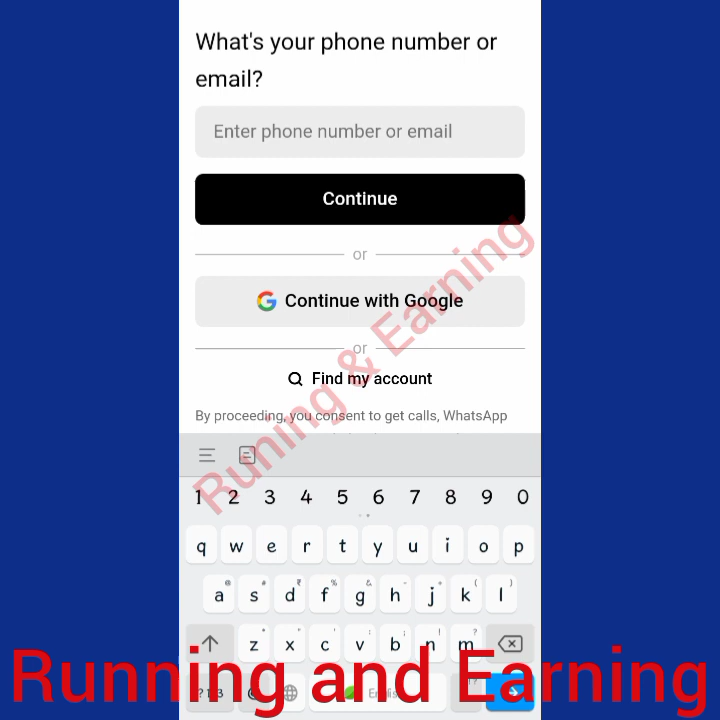 What's your phone number or
email?
Enter phone number or email
Continue
or
Continue with Google
or
Find my account
By proceeding, you consent to get calls, WhatsApp
Runing & Earning
1 2 3 4 5 6 7 8 9 0
q w e r t y u i o p
@ # ₹ % & - + ( )
a s d f g h j k l
z x c v b n m
Running and Earning
English